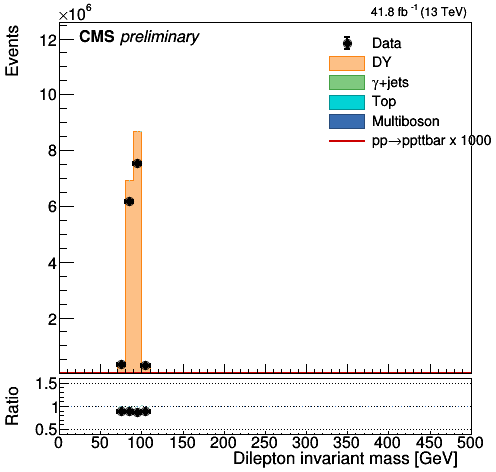 ×10⁶
41.8 fb⁻¹ (13 TeV)
CMS preliminary
Events
12
10
8
6
4
2
Data
DY
γ+jets
Top
Multiboson
pp→ppttbar x 1000
Ratio
1.5
1
0.5
0 50 100 150 200 250 300 350 400 450 500
Dilepton invariant mass [GeV]